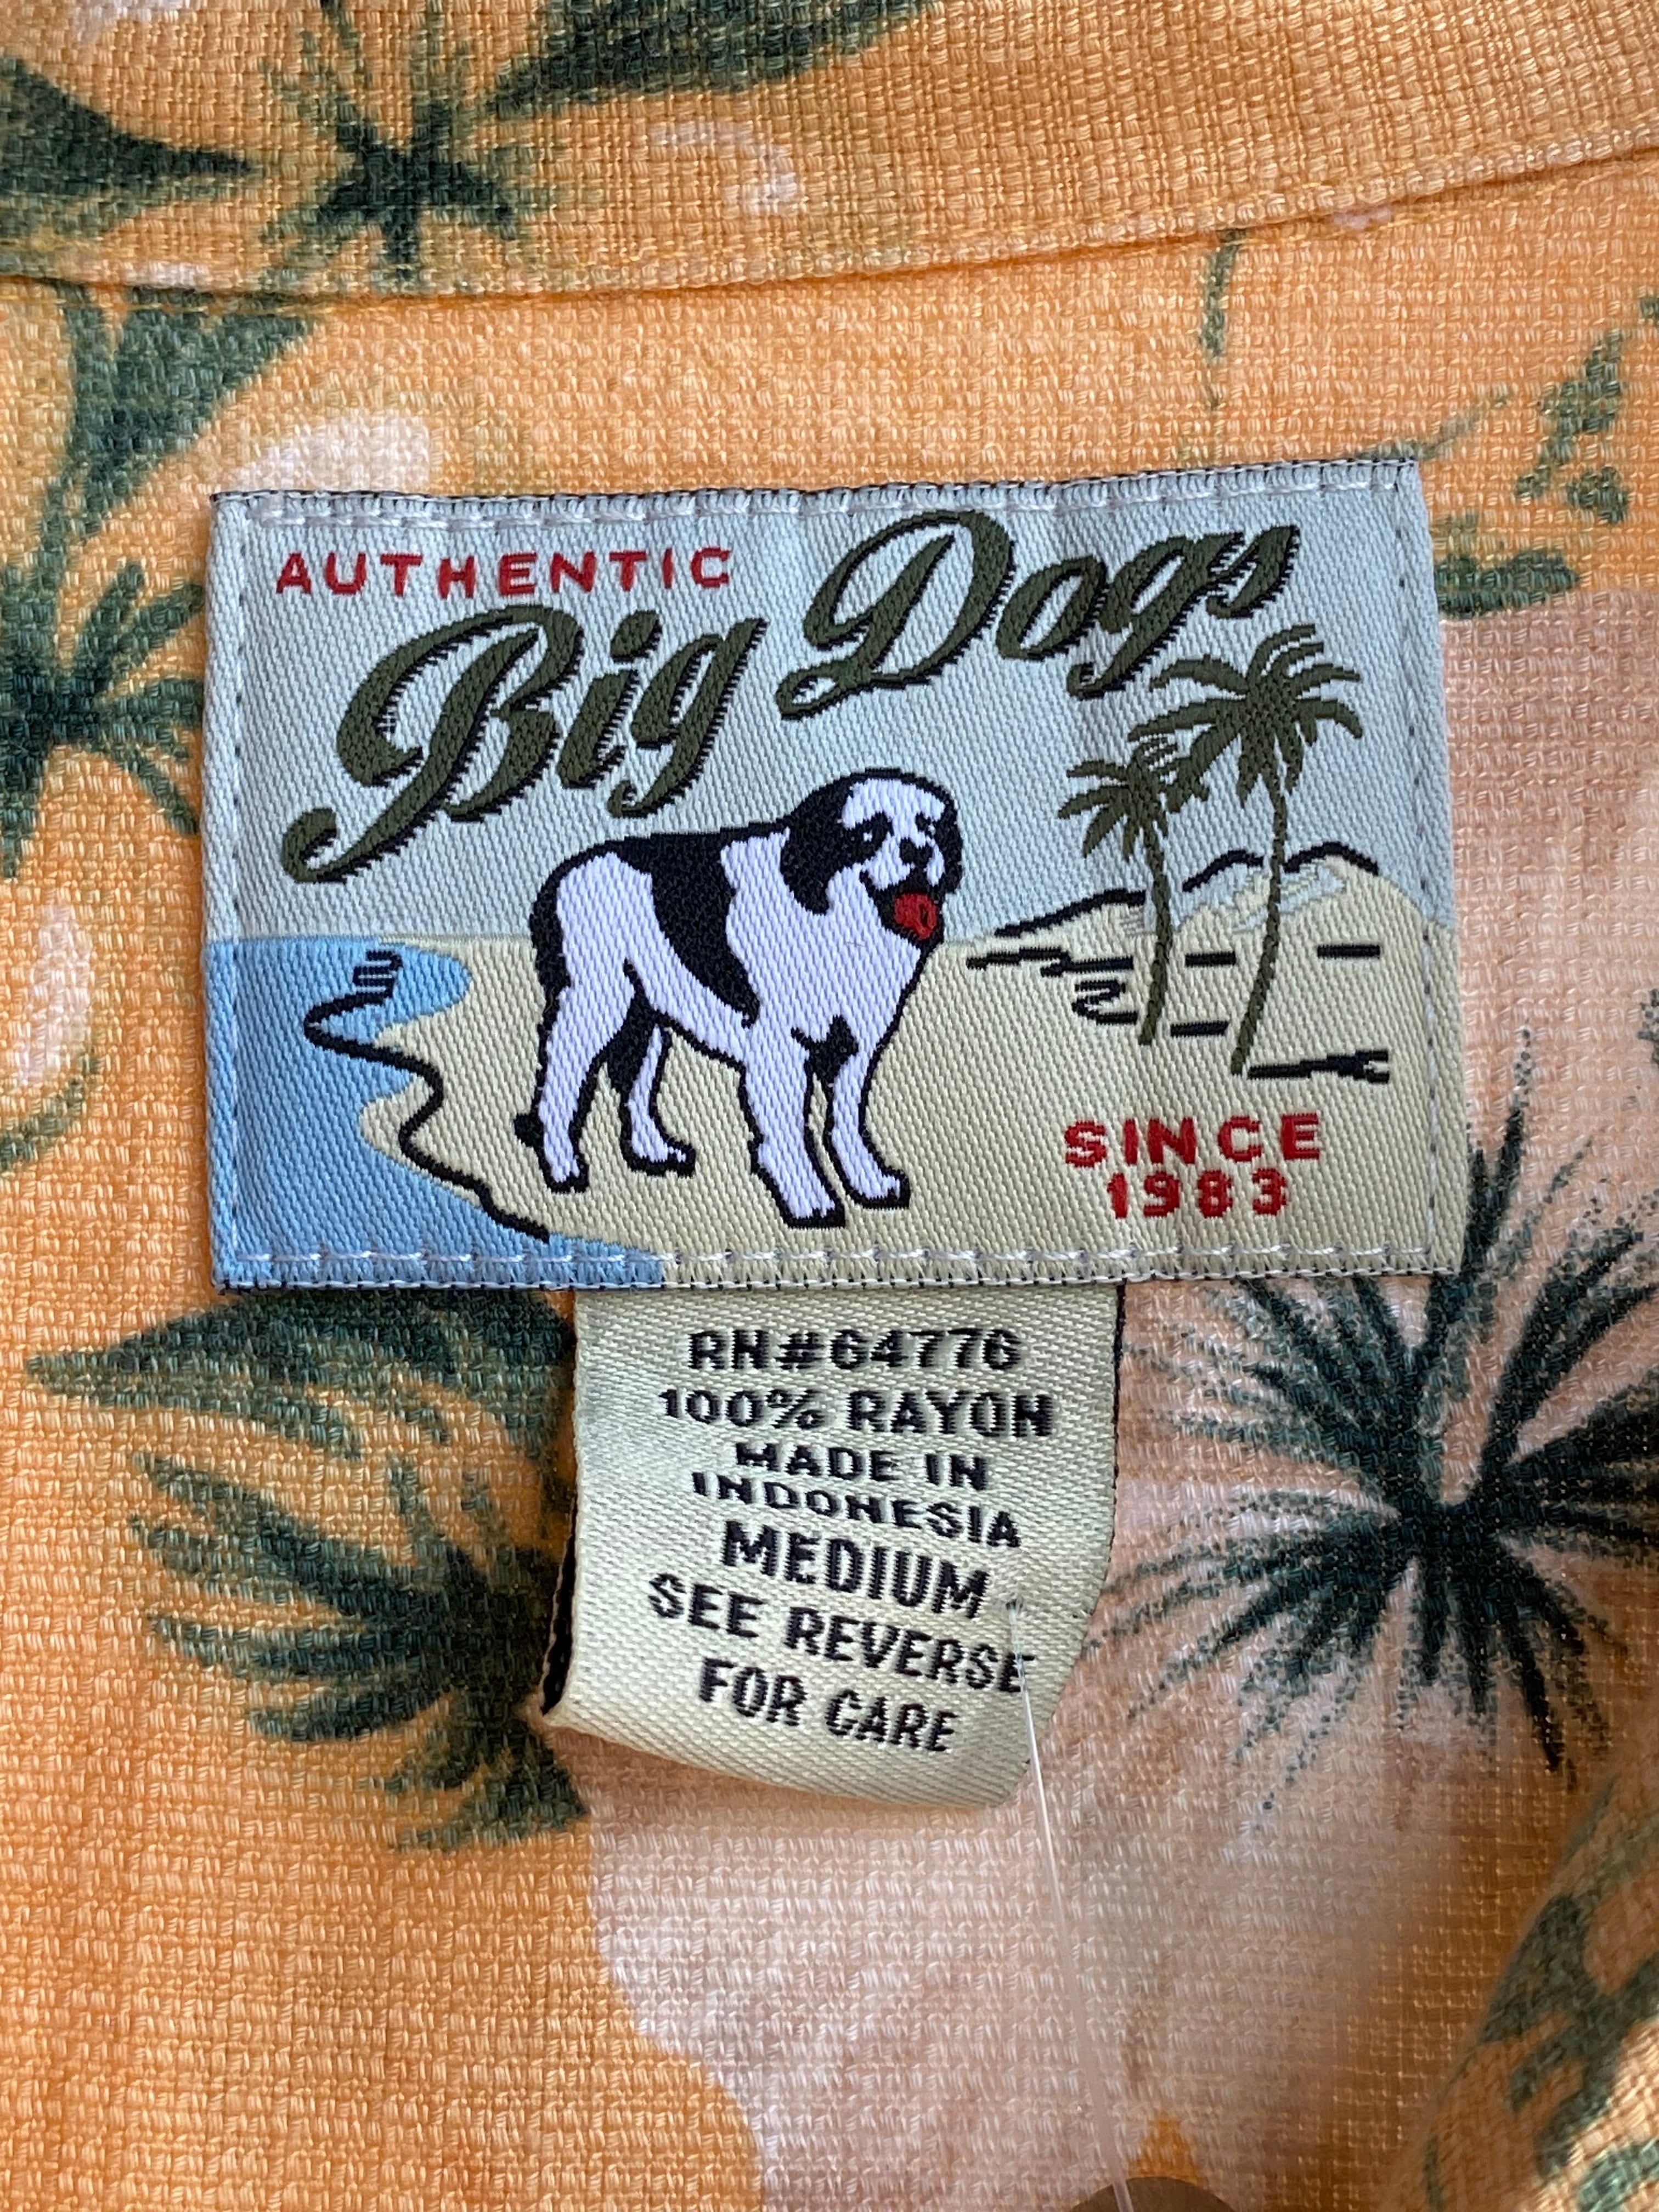 AUTHENTIC
Big Dogs
SINCE
1983
RN#64776
100% RAYON
MADE IN
INDONESIA
MEDIUM
SEE REVERSE
FOR CARE